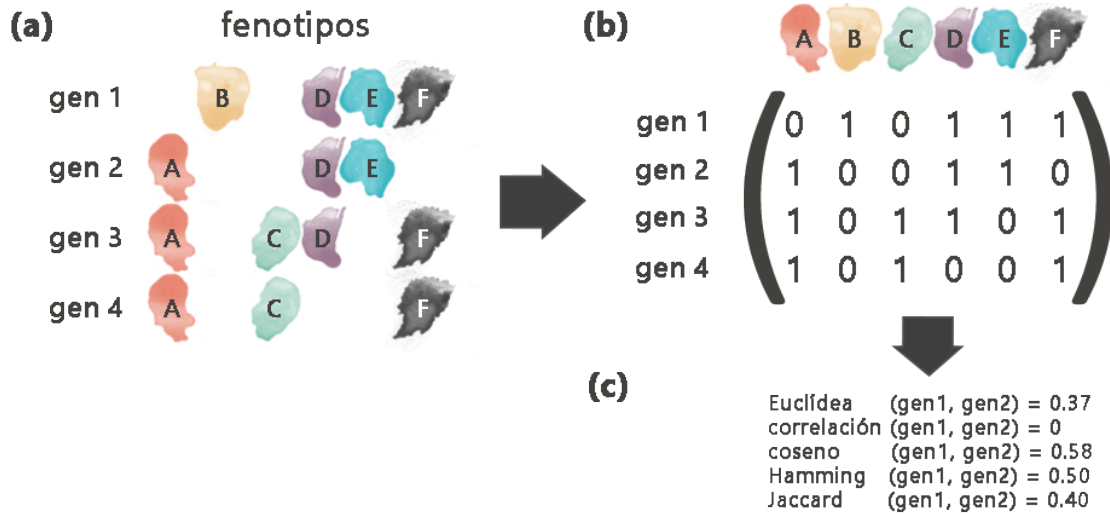 (a) fenotipos
gen 1 B D E F
gen 2 A D E
gen 3 A C D F
gen 4 A C F
(b) A B C D E F
gen 1 0 1 0 1 1 1
gen 2 1 0 0 1 1 0
gen 3 1 0 1 1 0 1
gen 4 1 0 1 0 0 1
(c)
Euclídea (gen1, gen2) = 0.37
correlación (gen1, gen2) = 0
coseno (gen1, gen2) = 0.58
Hamming (gen1, gen2) = 0.50
Jaccard (gen1, gen2) = 0.40